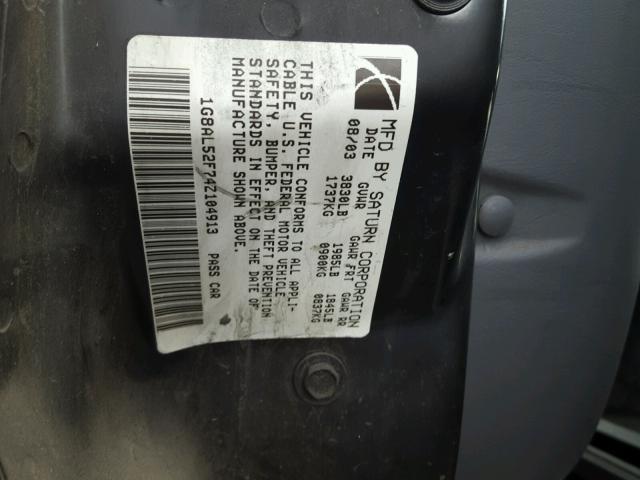 MFD BY SATURN CORPORATION
DATE GVWR GAWR FRT GAWR RR
08/03 3830LB 1985LB 1845LB
1737KG 0900KG 0837KG
THIS VEHICLE CONFORMS TO ALL APPLI-
CABLE U.S. FEDERAL MOTOR VEHICLE
SAFETY, BUMPER, AND THEFT PREVENTION
STANDARDS IN EFFECT ON THE DATE OF
MANUFACTURE SHOWN ABOVE.
1G8AL52F74Z104913 PASS CAR